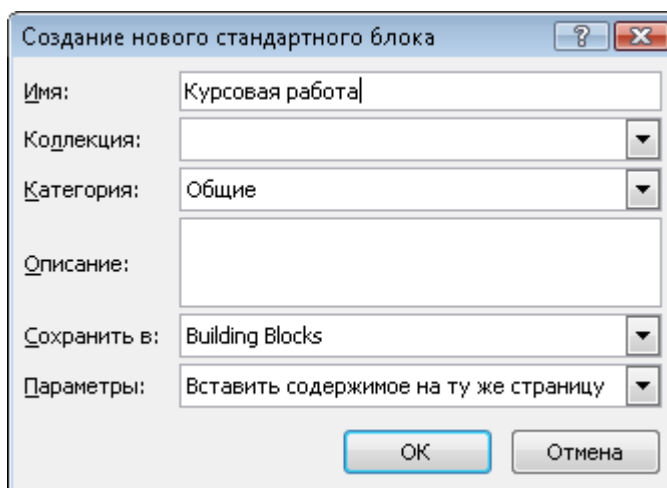 Создание нового стандартного блока
Имя: Курсовая работа
Коллекция:
Категория: Общие
Описание:
Сохранить в: Building Blocks
Параметры: Вставить содержимое на ту же страницу
ОК Отмена